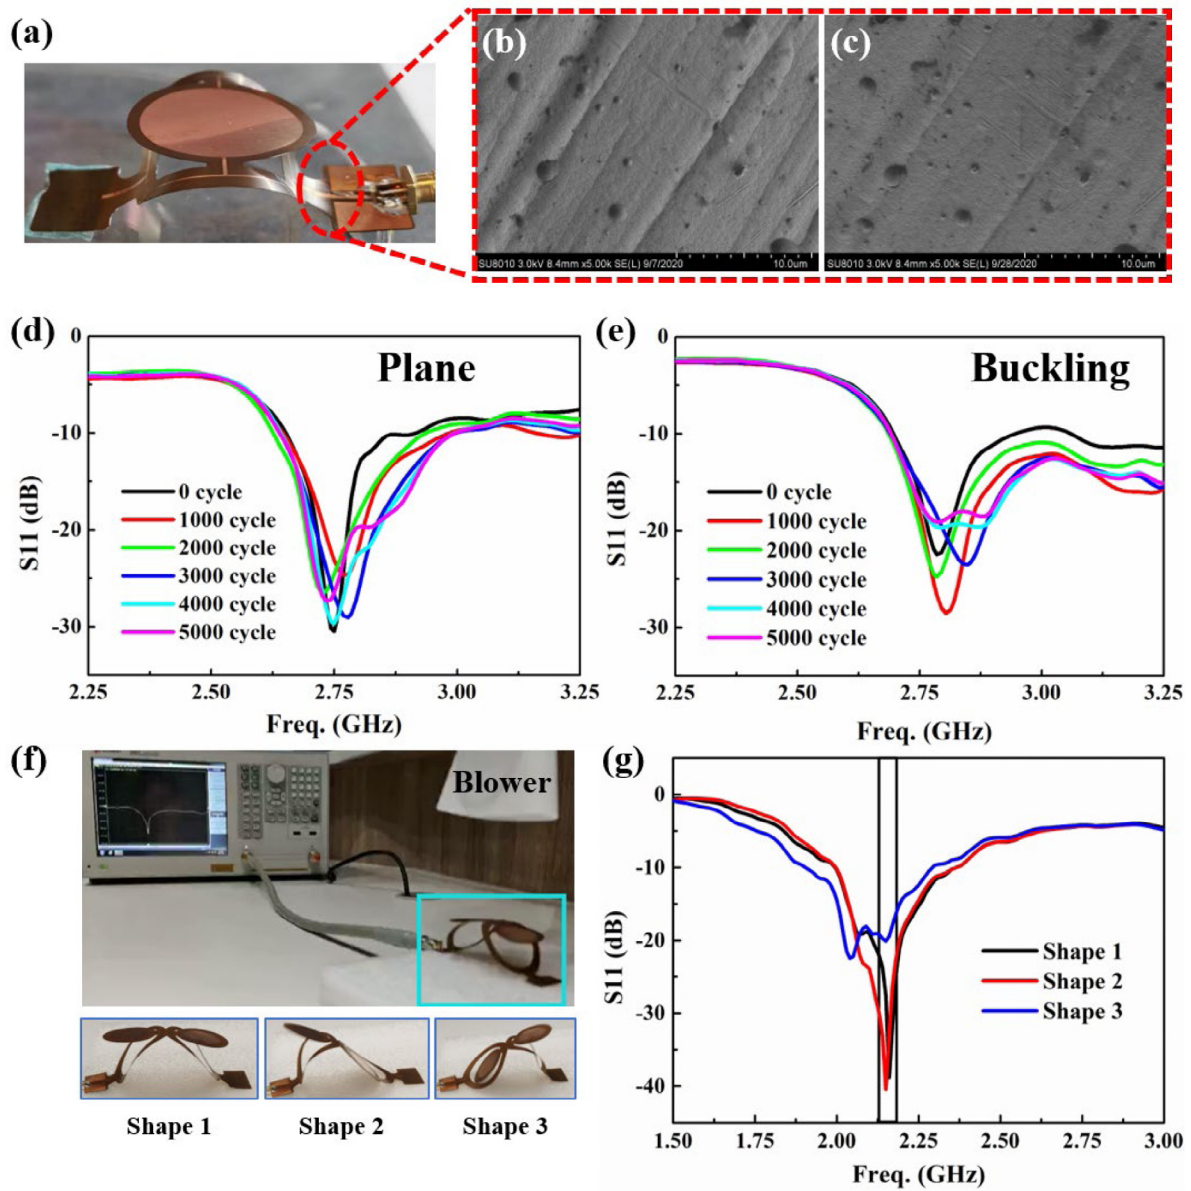 (a)
(b)
(c)
SU8010 3.0kV 8.4mm x5.00k SE(L) 9/7/2020 10.0um
SU8010 3.0kV 8.4mm x5.00k SE(L) 9/28/2020 10.0um
(d)
Plane
0
-10
-20
-30
S11 (dB)
0 cycle
1000 cycle
2000 cycle
3000 cycle
4000 cycle
5000 cycle
2.25 2.50 2.75 3.00 3.25
Freq. (GHz)
(e)
Buckling
0
-10
-20
-30
S11 (dB)
0 cycle
1000 cycle
2000 cycle
3000 cycle
4000 cycle
5000 cycle
2.25 2.50 2.75 3.00 3.25
Freq. (GHz)
(f)
Blower
Shape 1
Shape 2
Shape 3
(g)
0
-10
-20
-30
-40
S11 (dB)
Shape 1
Shape 2
Shape 3
1.50 1.75 2.00 2.25 2.50 2.75 3.00
Freq. (GHz)